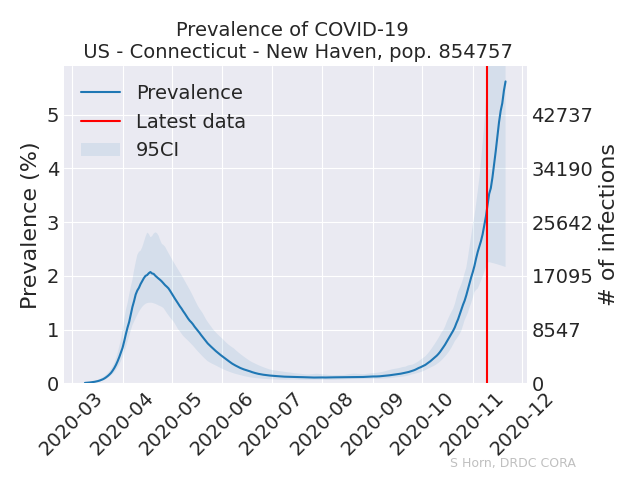 Prevalence of COVID-19
US - Connecticut - New Haven, pop. 854757
Prevalence
Latest data
95CI
Prevalence (%)
5
4
3
2
1
0
42737
34190
25642
17095
8547
0
# of infections
2020-03
2020-04
2020-05
2020-06
2020-07
2020-08
2020-09
2020-10
2020-11
2020-12
S Horn, DRDC CORA